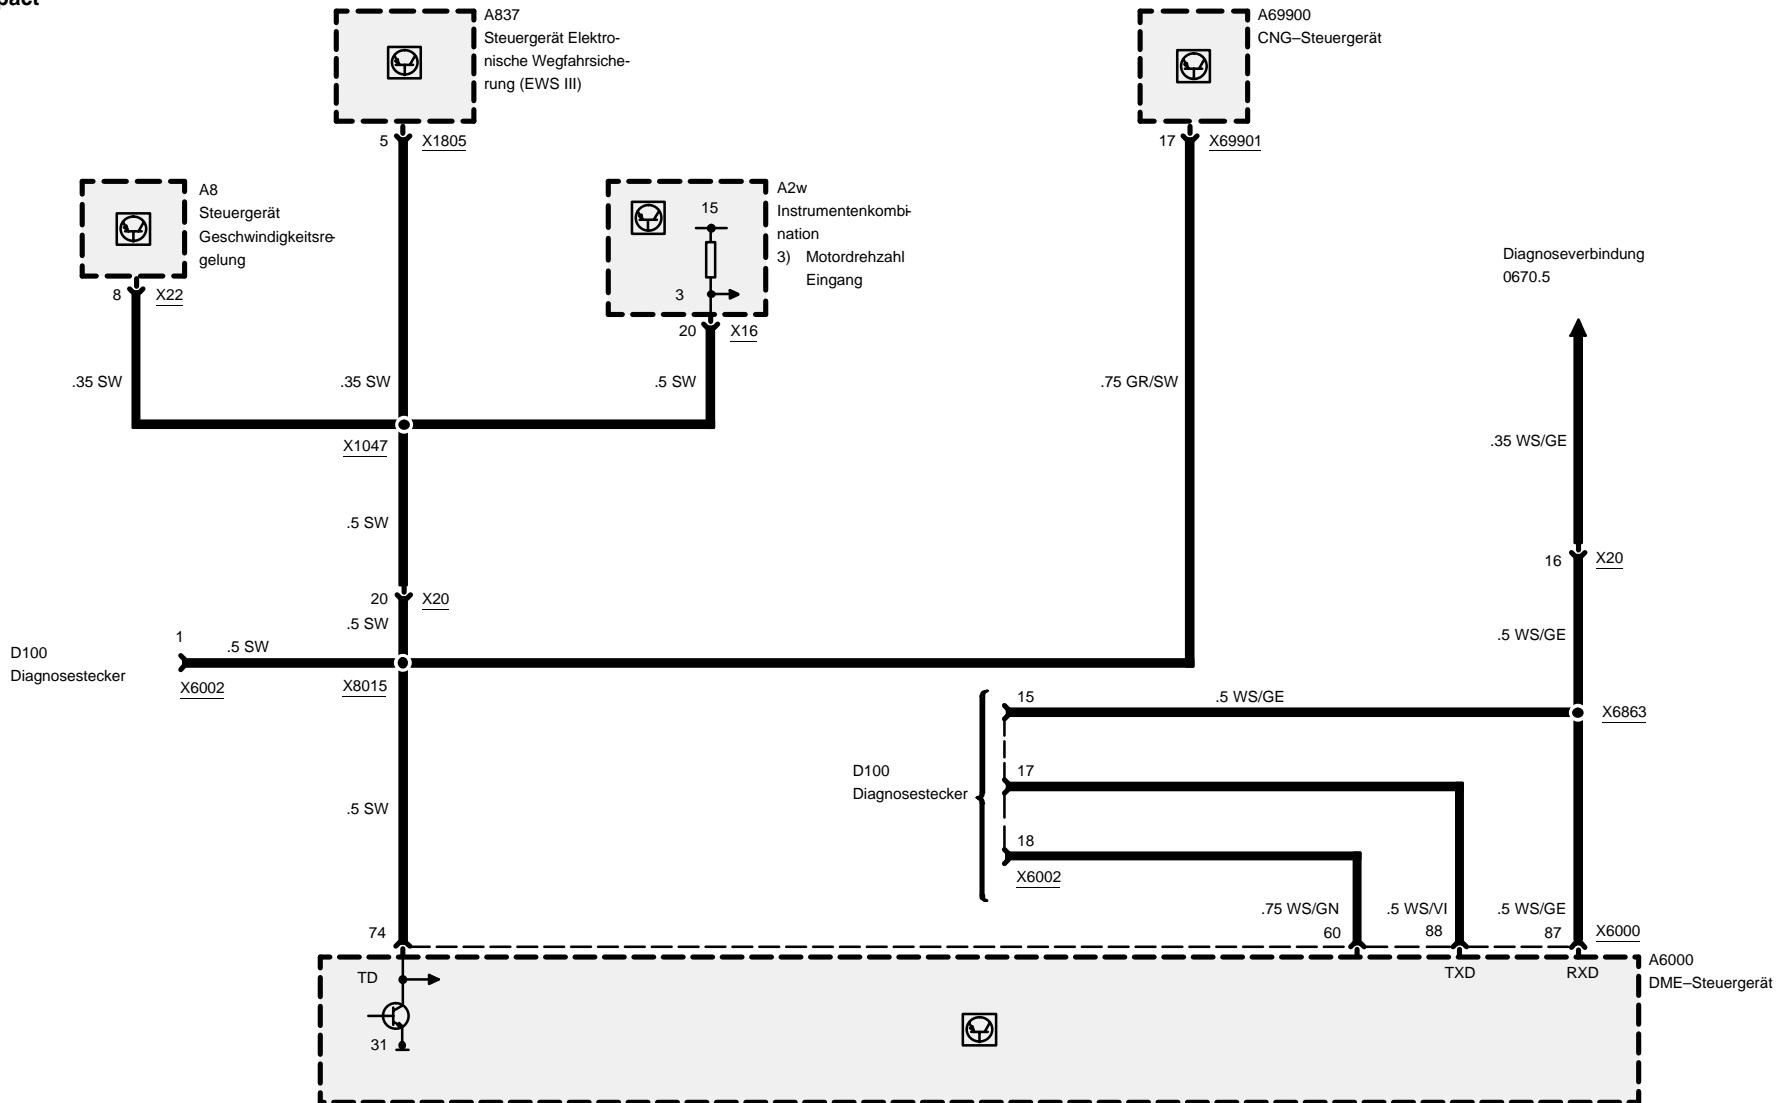 pact
A837
Steuergerät Elektro-
nische Wegfahrsiche-
rung (EWS III)
A69900
CNG–Steuergerät
5 X1805
17 X69901
A8
Steuergerät
Geschwindigkeitsre-
gelung
A2w
Instrumentenkombi-
nation
3) Motordrehzahl
Eingang
15
3
8 X22
20 X16
Diagnoseverbindung
0670.5
.35 SW
.35 SW
.5 SW
.75 GR/SW
.35 WS/GE
X1047
.5 SW
16 X20
20 X20
.5 SW
.5 WS/GE
D100
Diagnosestecker
1
.5 SW
X6002
X8015
15
.5 WS/GE
X6863
D100
Diagnosestecker
17
18
X6002
.5 SW
.75 WS/GN
.5 WS/VI
.5 WS/GE
74
60
88
87
X6000
A6000
DME–Steuergerät
TD
TXD
RXD
31